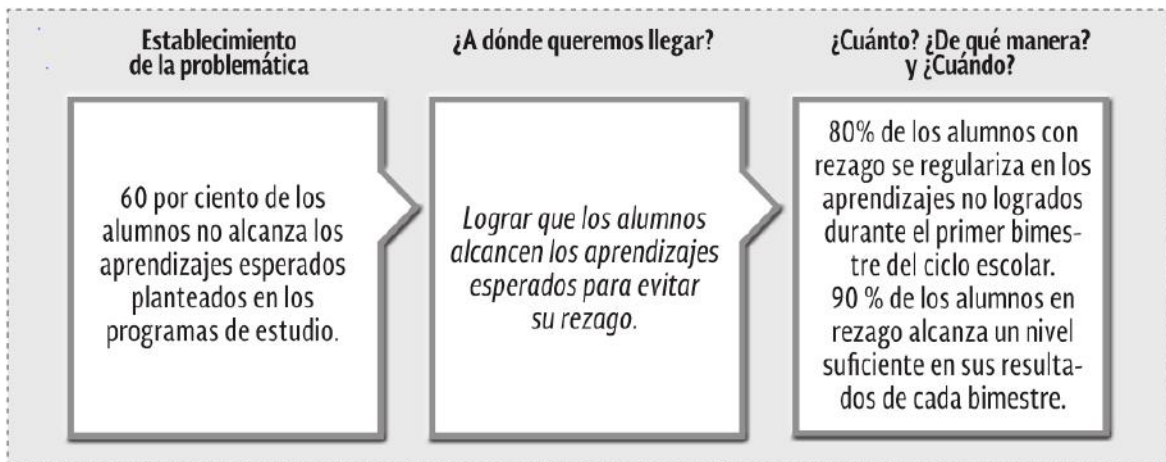 Establecimiento
de la problemática
60 por ciento de los
alumnos no alcanza los
aprendizajes esperados
planteados en los
programas de estudio.
¿A dónde queremos llegar?
Lograr que los alumnos
alcancen los aprendizajes
esperados para evitar
su rezago.
¿Cuánto? ¿De qué manera?
y ¿Cuándo?
80% de los alumnos con
rezago se regulariza en los
aprendizajes no logrados
durante el primer bimes-
tre del ciclo escolar.
90 % de los alumnos en
rezago alcanza un nivel
suficiente en sus resulta-
dos de cada bimestre.